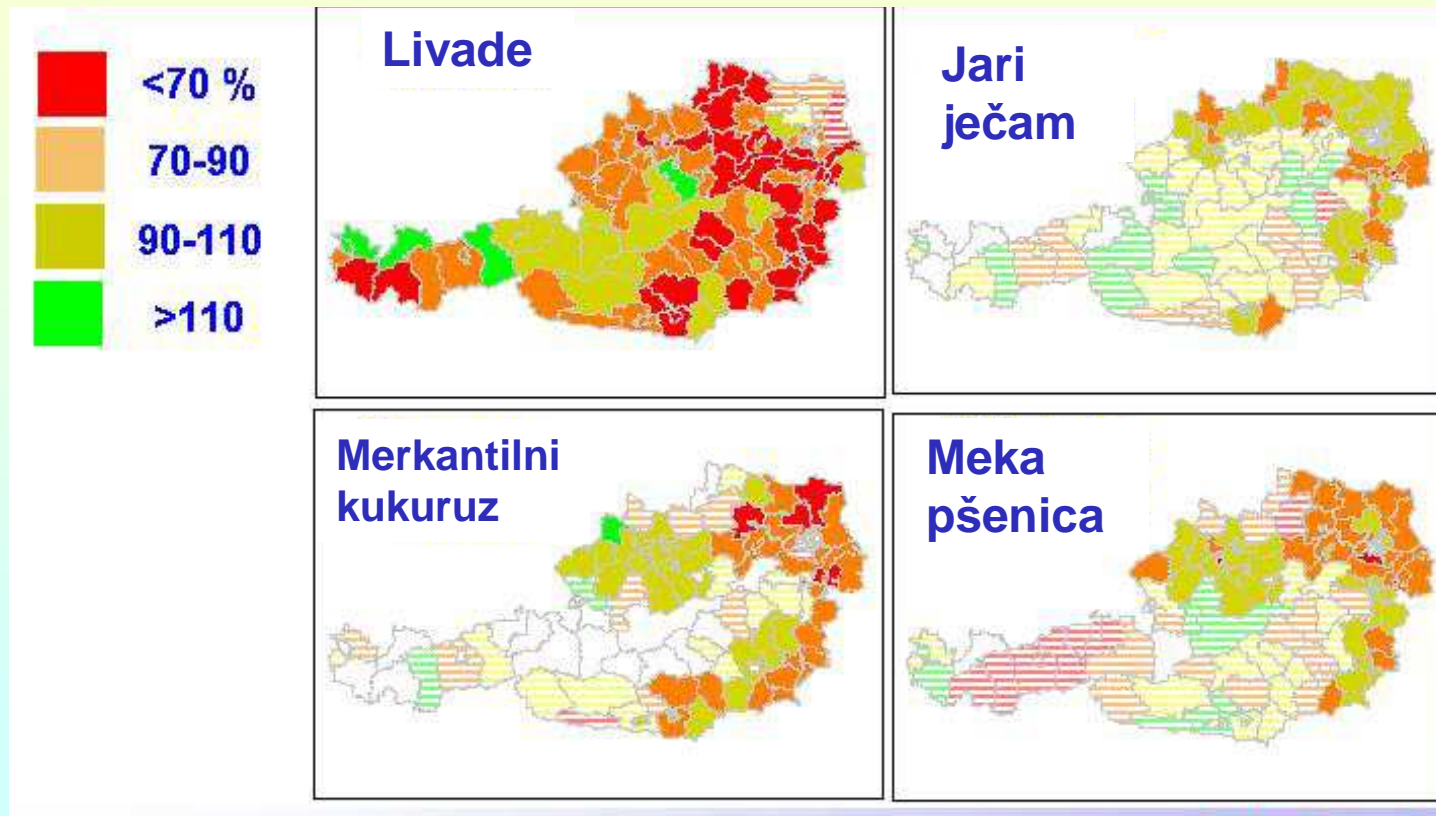 <70 %
70-90
90-110
>110
Livade
Jari
ječam
Merkantilni
kukuruz
Meka
pšenica